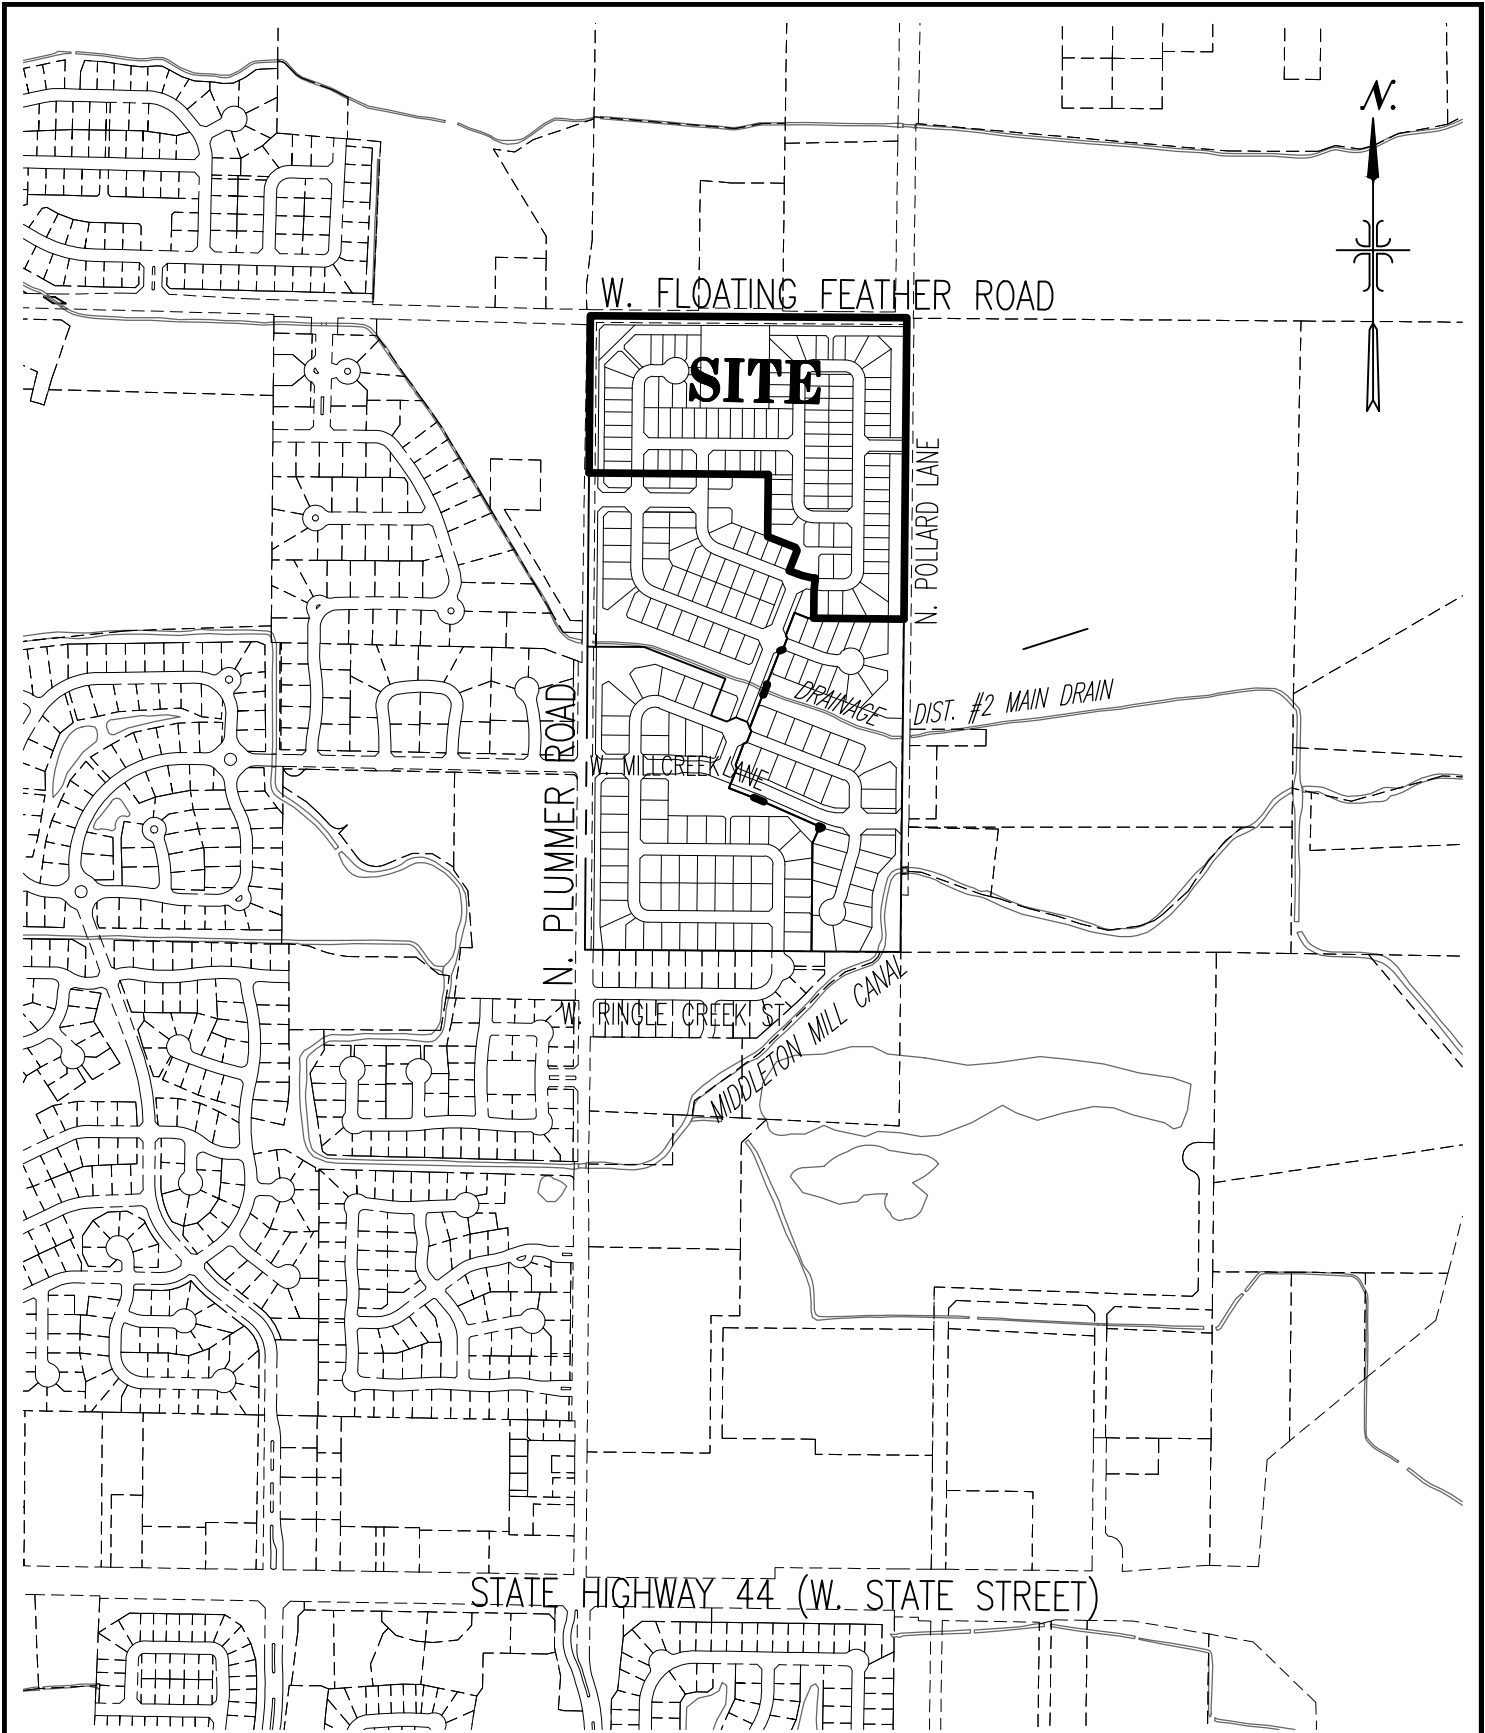 N.
W. FLOATING FEATHER ROAD
SITE
N. POLLARD LANE
DRAINAGE DIST. #2 MAIN DRAIN
N. PLUMMER ROAD
W. MILLCREEK LANE
W. RINGLE CREEK ST
MIDDLETON MILL CANAL
STATE HIGHWAY 44 (W. STATE STREET)